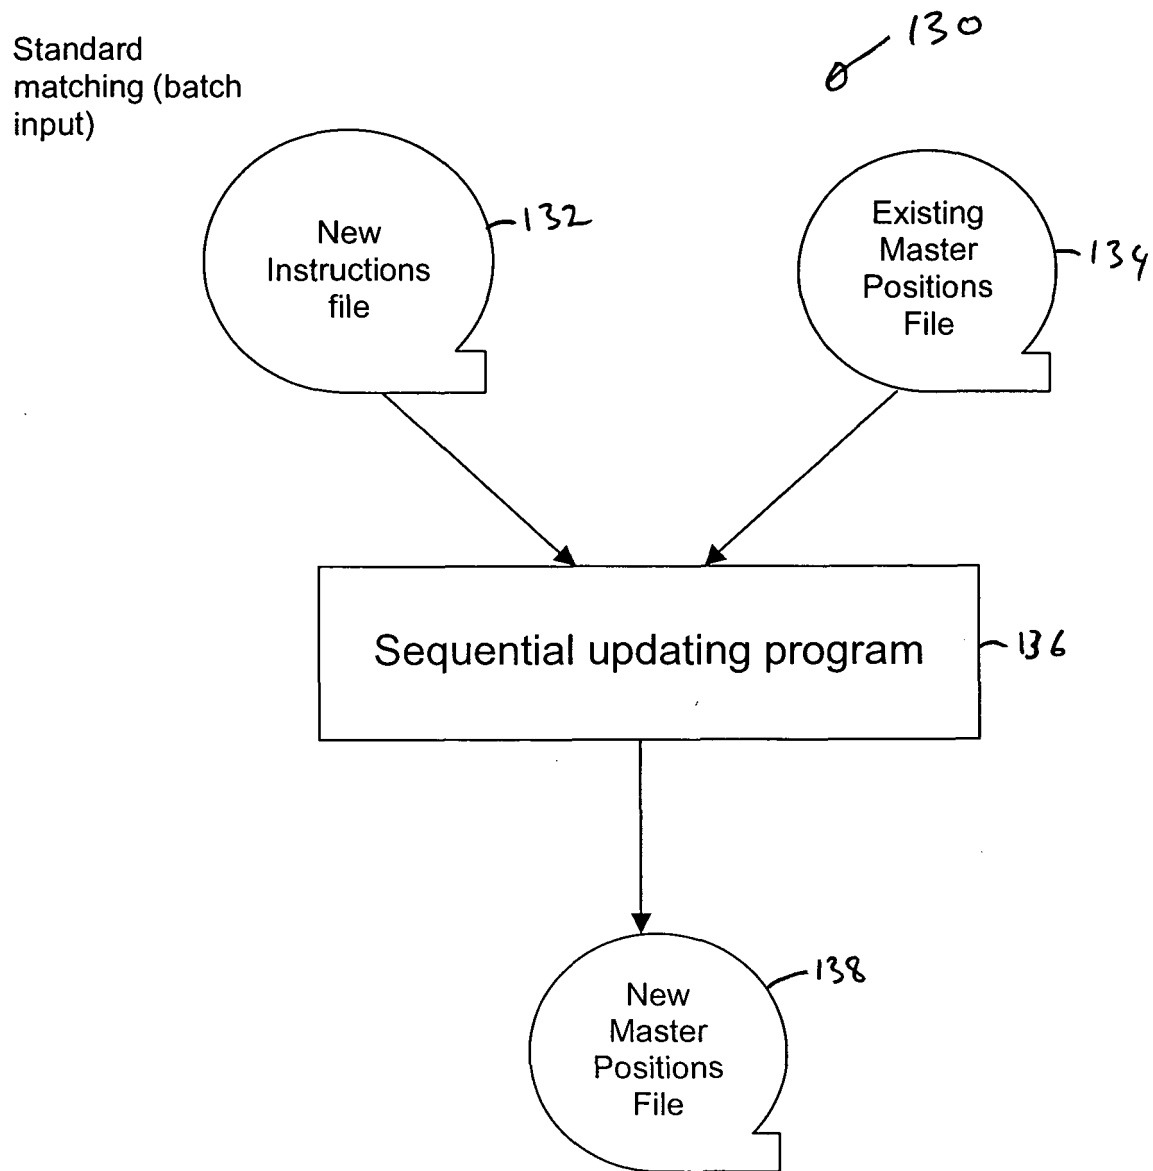 Standard
matching (batch
input)
130
New
Instructions
file
132
Existing
Master
Positions
File
134
Sequential updating program
136
New
Master
Positions
File
138